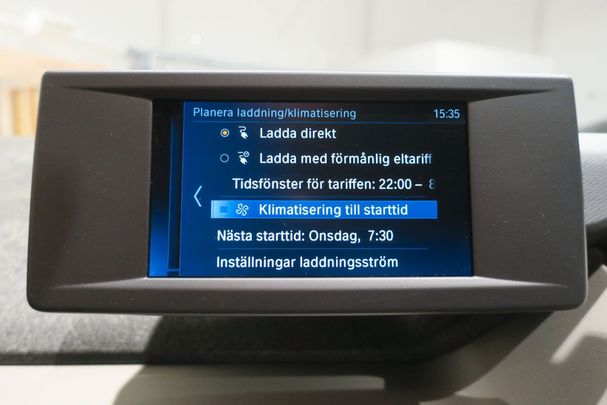 Planera laddning/klimatisering 15:35
Ladda direkt
Ladda med förmånlig eltariff
Tidsfönster för tariffen: 22:00 –
Klimatisering till starttid
Nästa starttid: Onsdag, 7:30
Inställningar laddningsström